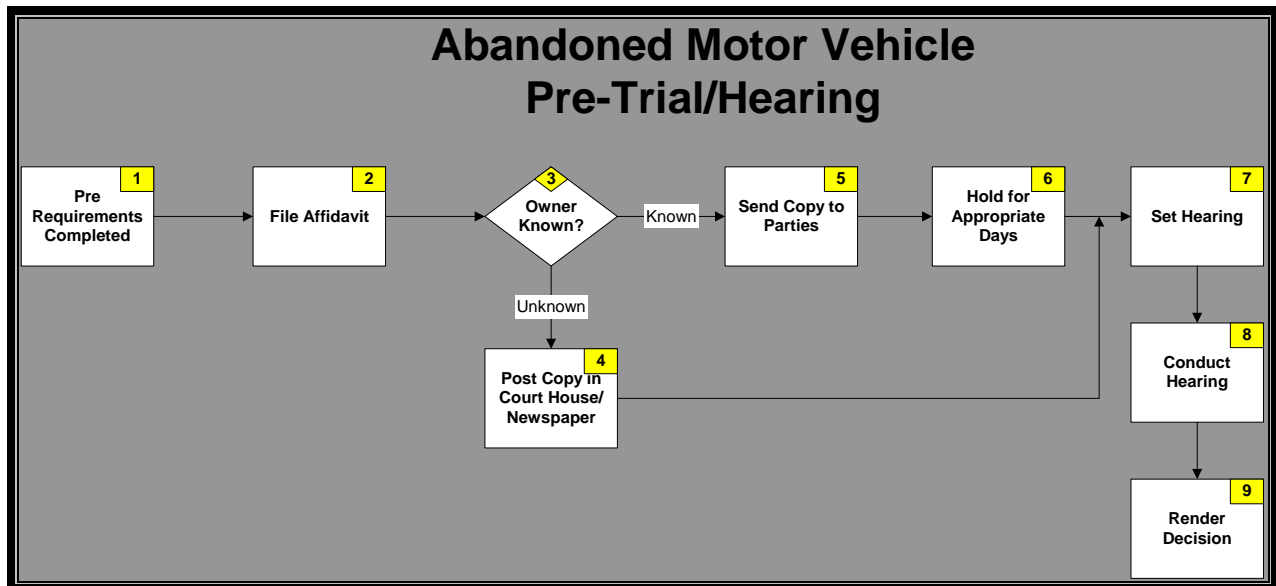 Abandoned Motor Vehicle
Pre-Trial/Hearing
1
Pre
Requirements
Completed
2
File Affidavit
3
Owner
Known?
Known
5
Send Copy to
Parties
6
Hold for
Appropriate
Days
7
Set Hearing
Unknown
4
Post Copy in
Court House/
Newspaper
8
Conduct
Hearing
9
Render
Decision